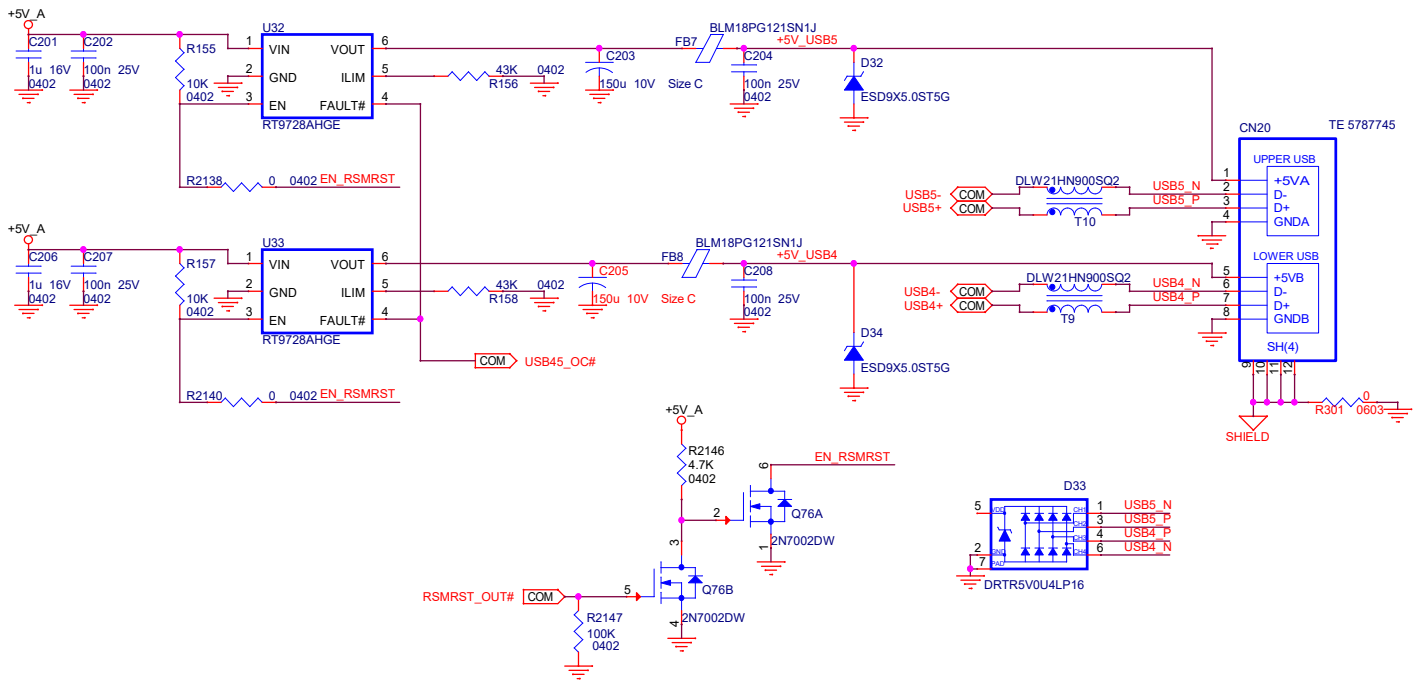 +5V_A
C201
1u 16V
0402
C202
100n 25V
0402
R155
10K
0402
U32
1 VIN VOUT 6
2 GND ILIM 5
3 EN FAULT# 4
RT9728AHGE
43K 0402
R156
C203
150u 10V Size C
BLM18PG121SN1J
FB7
+5V_USB5
C204
100n 25V
0402
D32
ESD9X5.0ST5G
R2138 0 0402 EN_RSMRST
CN20
TE 5787745
UPPER USB
1 +5VA
2 D-
3 D+
4 GNDA
LOWER USB
5 +5VB
6 D-
7 D+
8 GNDB
SH(4)
9 10 11 12
DLW21HN900SQ2
USB5- COM USB5_N
USB5+ COM USB5_P
T10
+5V_A
C206
1u 16V
0402
C207
100n 25V
0402
R157
10K
0402
U33
1 VIN VOUT 6
2 GND ILIM 5
3 EN FAULT# 4
RT9728AHGE
43K 0402
R158
C205
150u 10V Size C
BLM18PG121SN1J
FB8
+5V_USB4
C208
100n 25V
0402
D34
ESD9X5.0ST5G
DLW21HN900SQ2
USB4- COM USB4_N
USB4+ COM USB4_P
T9
COM USB45_OC#
R2140 0 0402 EN_RSMRST
0
R301 0603
SHIELD
+5V_A
R2146
4.7K
0402
EN_RSMRST
6
2
1
Q76A
2N7002DW
3
5
4
Q76B
2N7002DW
RSMRST_OUT# COM
R2147
100K
0402
D33
5 VDD CH1 1 USB5_N
CH2 3 USB5_P
CH3 4 USB4_P
2 GND CH4 6 USB4_N
7 PAD
DRTR5V0U4LP16